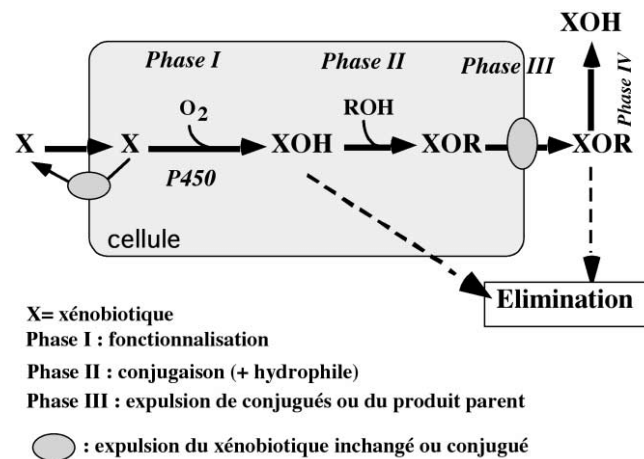 XOH
Phase I
Phase II
Phase III
Phase IV
O2
ROH
X
X
XOH
XOR
XOR
P450
cellule
Elimination
X= xénobiotique
Phase I : fonctionnalisation
Phase II : conjugaison (+ hydrophile)
Phase III : expulsion de conjugués ou du produit parent
: expulsion du xénobiotique inchangé ou conjugué